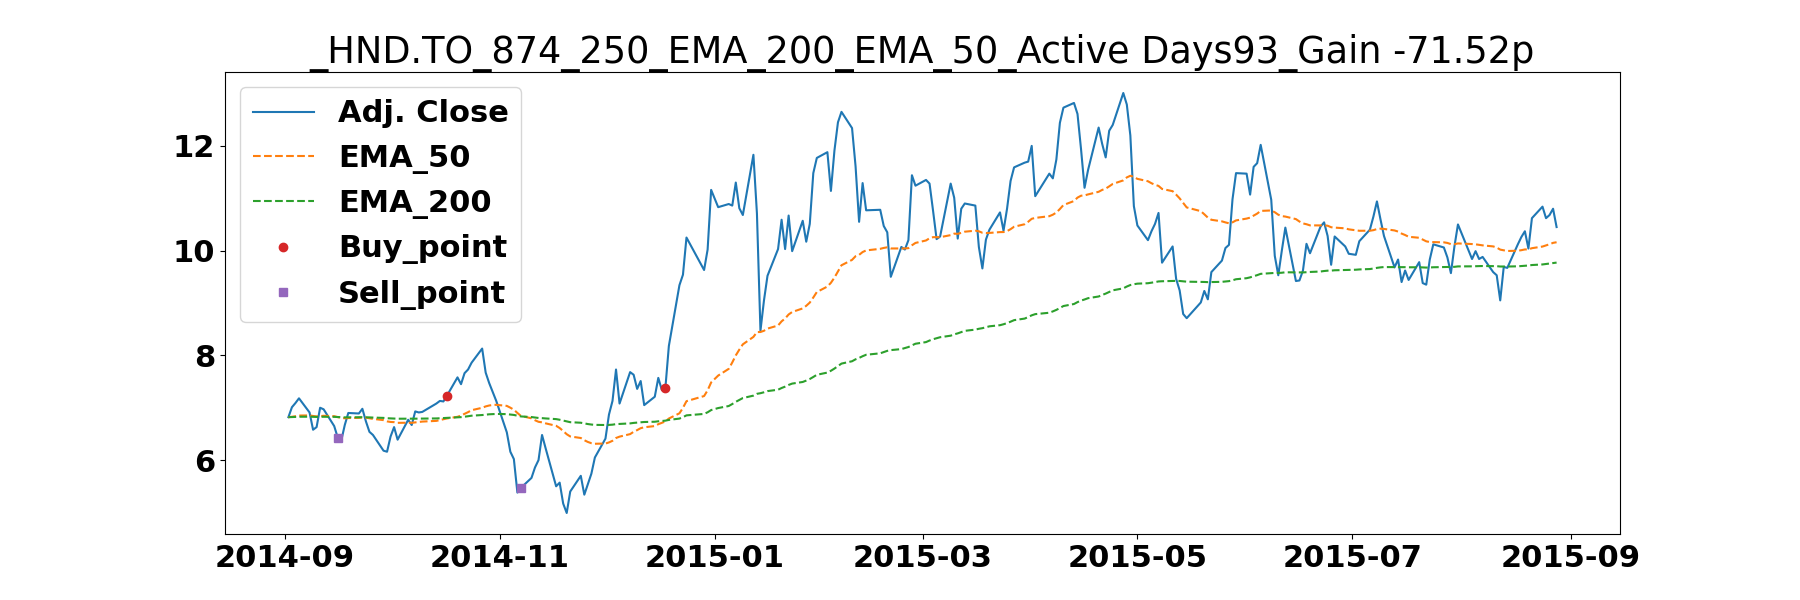 _HND.TO_874_250_EMA_200_EMA_50_Active Days93_Gain -71.52p
Adj. Close
EMA_50
EMA_200
Buy_point
Sell_point
12
10
8
6
2014-09 2014-11 2015-01 2015-03 2015-05 2015-07 2015-09